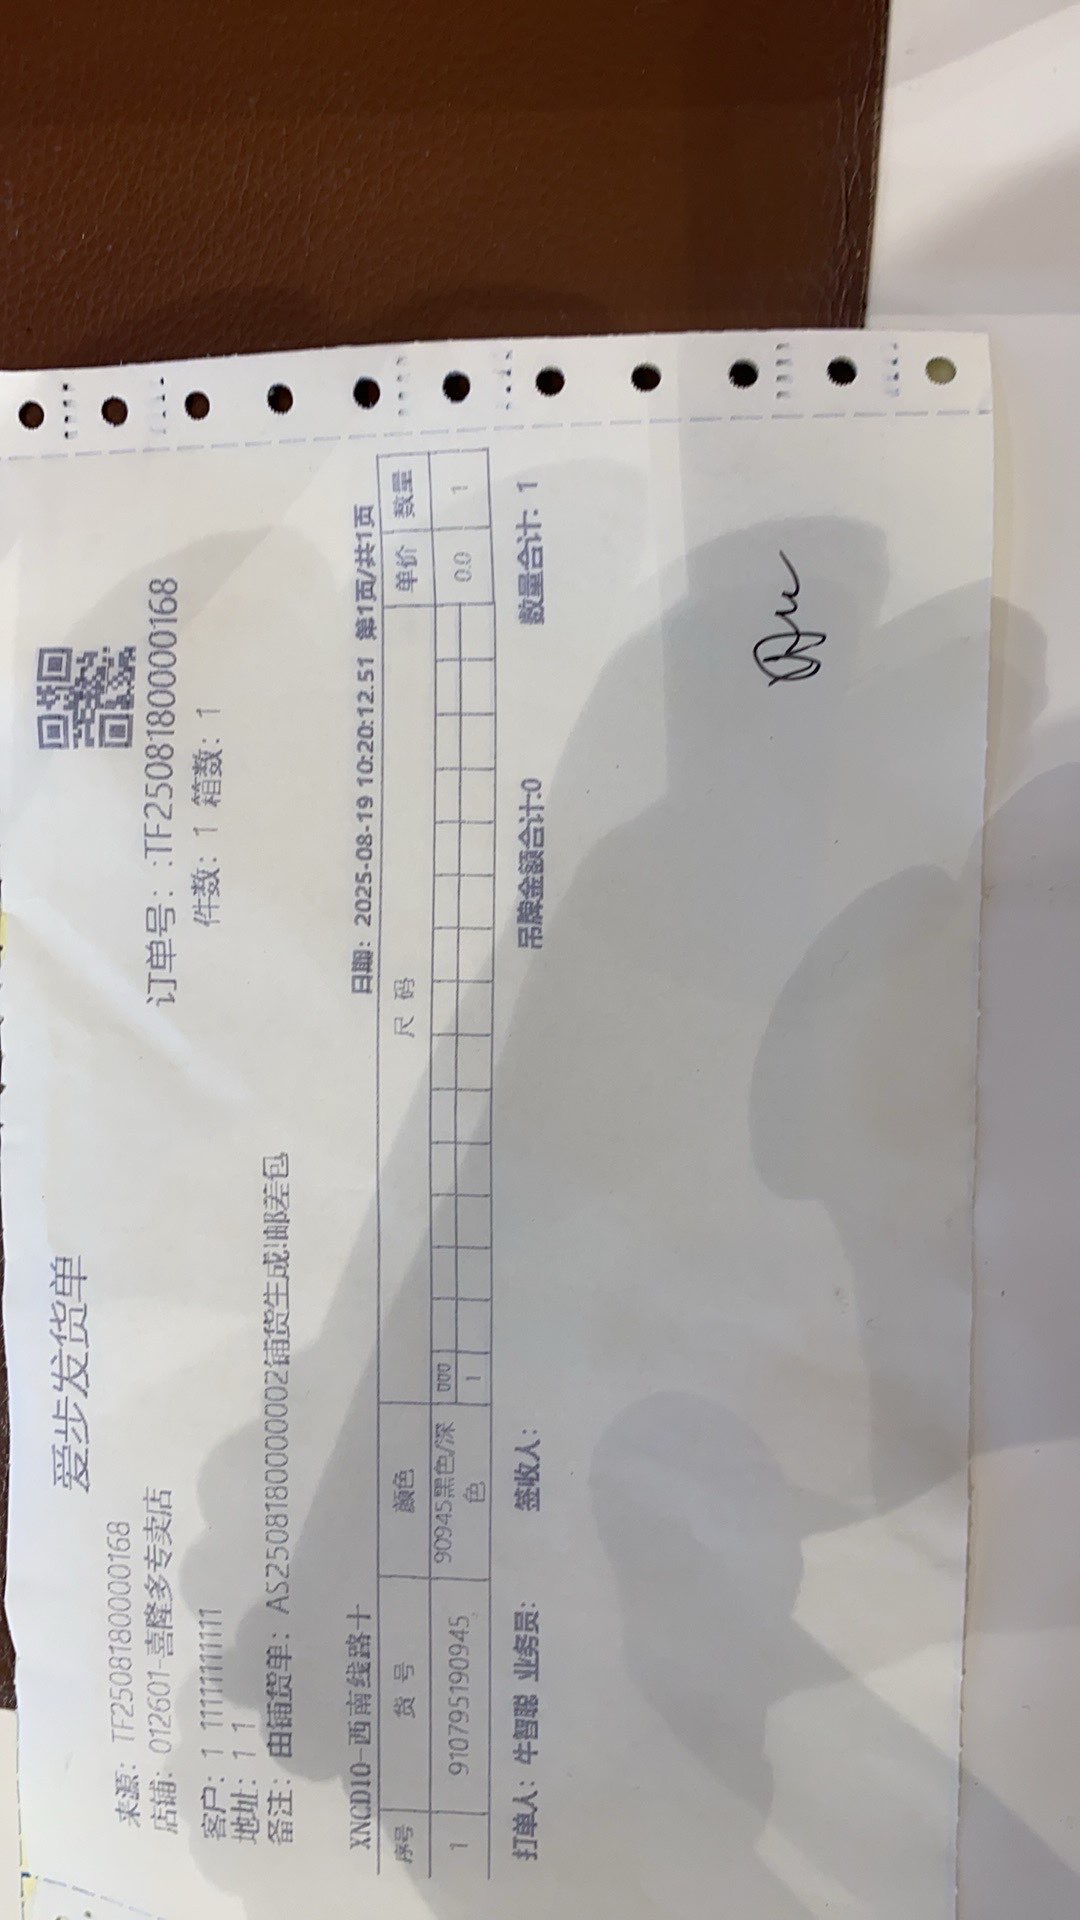 爱步发货单
来源： TF250818000​0168
店铺： 012601-喜隆多专卖店
订单号：:TF2508180000168
客户： 1 11111111111
件数： 1 箱数： 1
地址： 1 1
备注： 由铺货单： AS2508180000002铺货生成!邮差包
XNCD10-西南线路十
日期： 2025-08-19 10:20:12.51 第1页/共1页
序号 货 号 颜色 尺 码 单价 数量
000
1 910795190945 90945黑色/深色 1 0.0 1
打单人： 牛智聪 业务员: 签收人: 吊牌金额合计:0 数量合计: 1